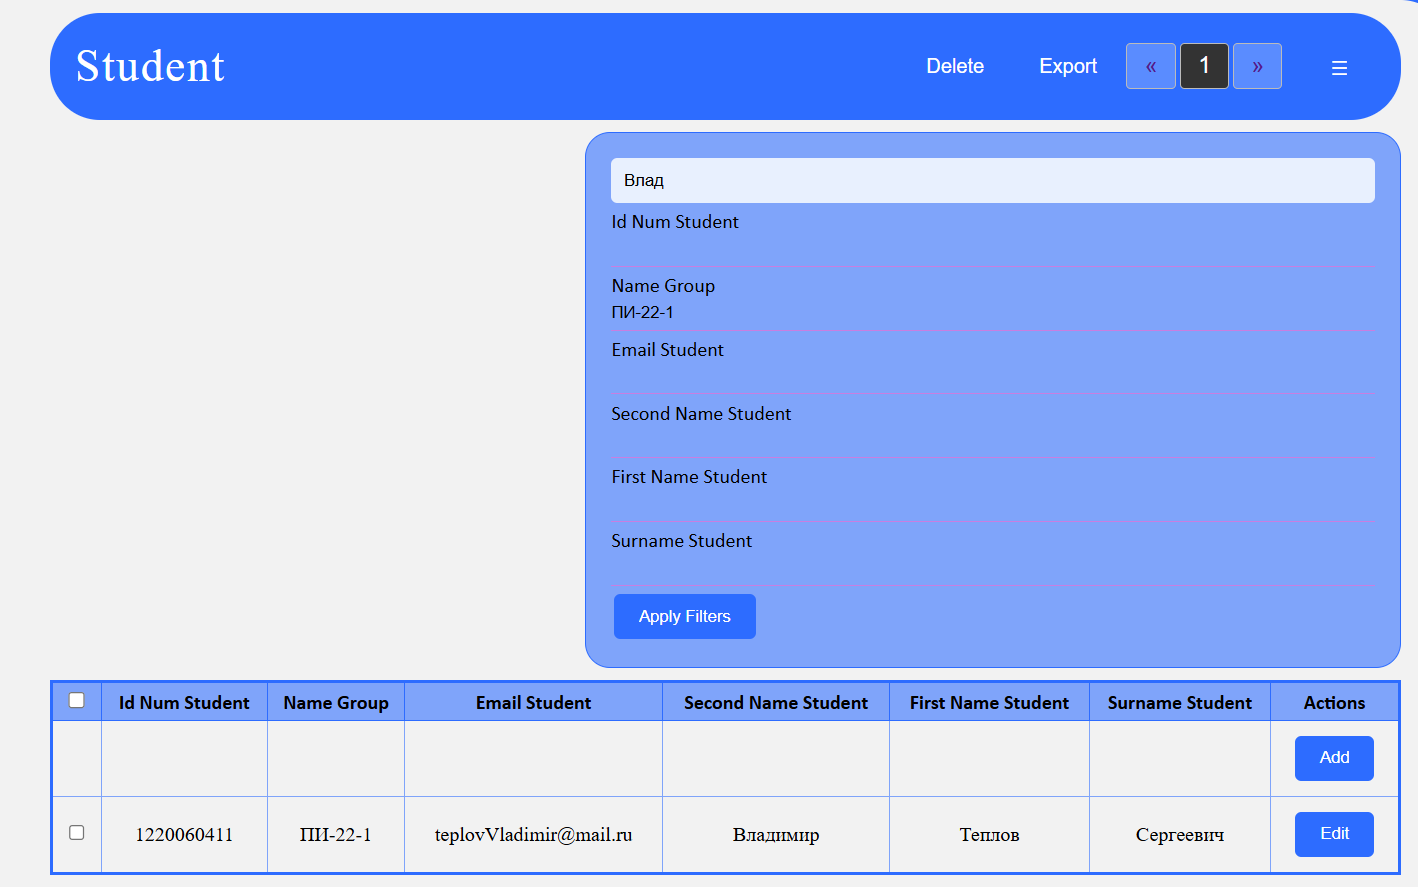 Student Delete Export « 1 » ☰
Влад
Id Num Student
Name Group
ПИ-22-1
Email Student
Second Name Student
First Name Student
Surname Student
Apply Filters
Id Num Student Name Group Email Student Second Name Student First Name Student Surname Student Actions
Add
1220060411 ПИ-22-1 teplovVladimir@mail.ru Владимир Теплов Сергеевич Edit